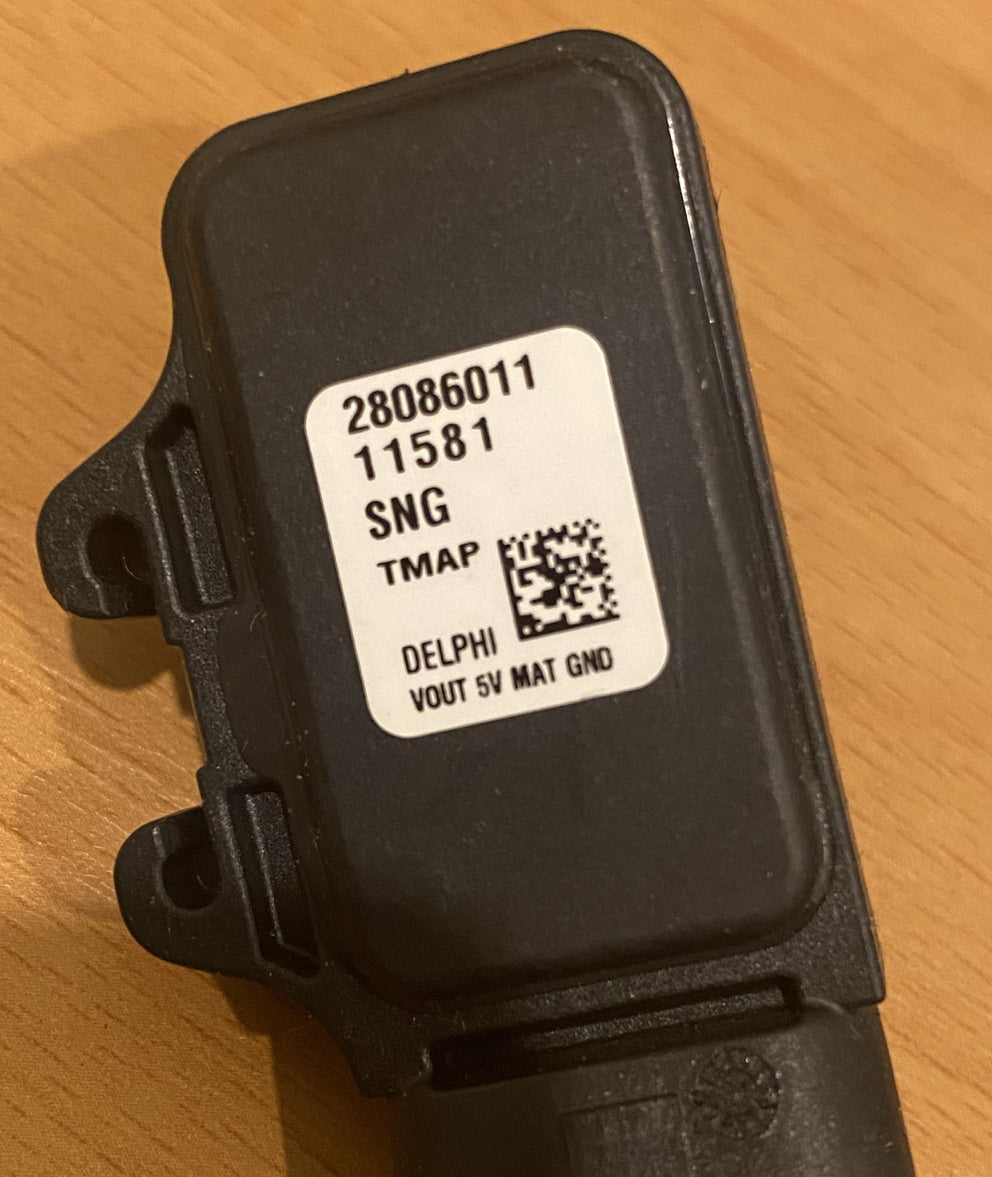 28086011
11581
SNG
TMAP
DELPHI
VOUT 5V MAT GND